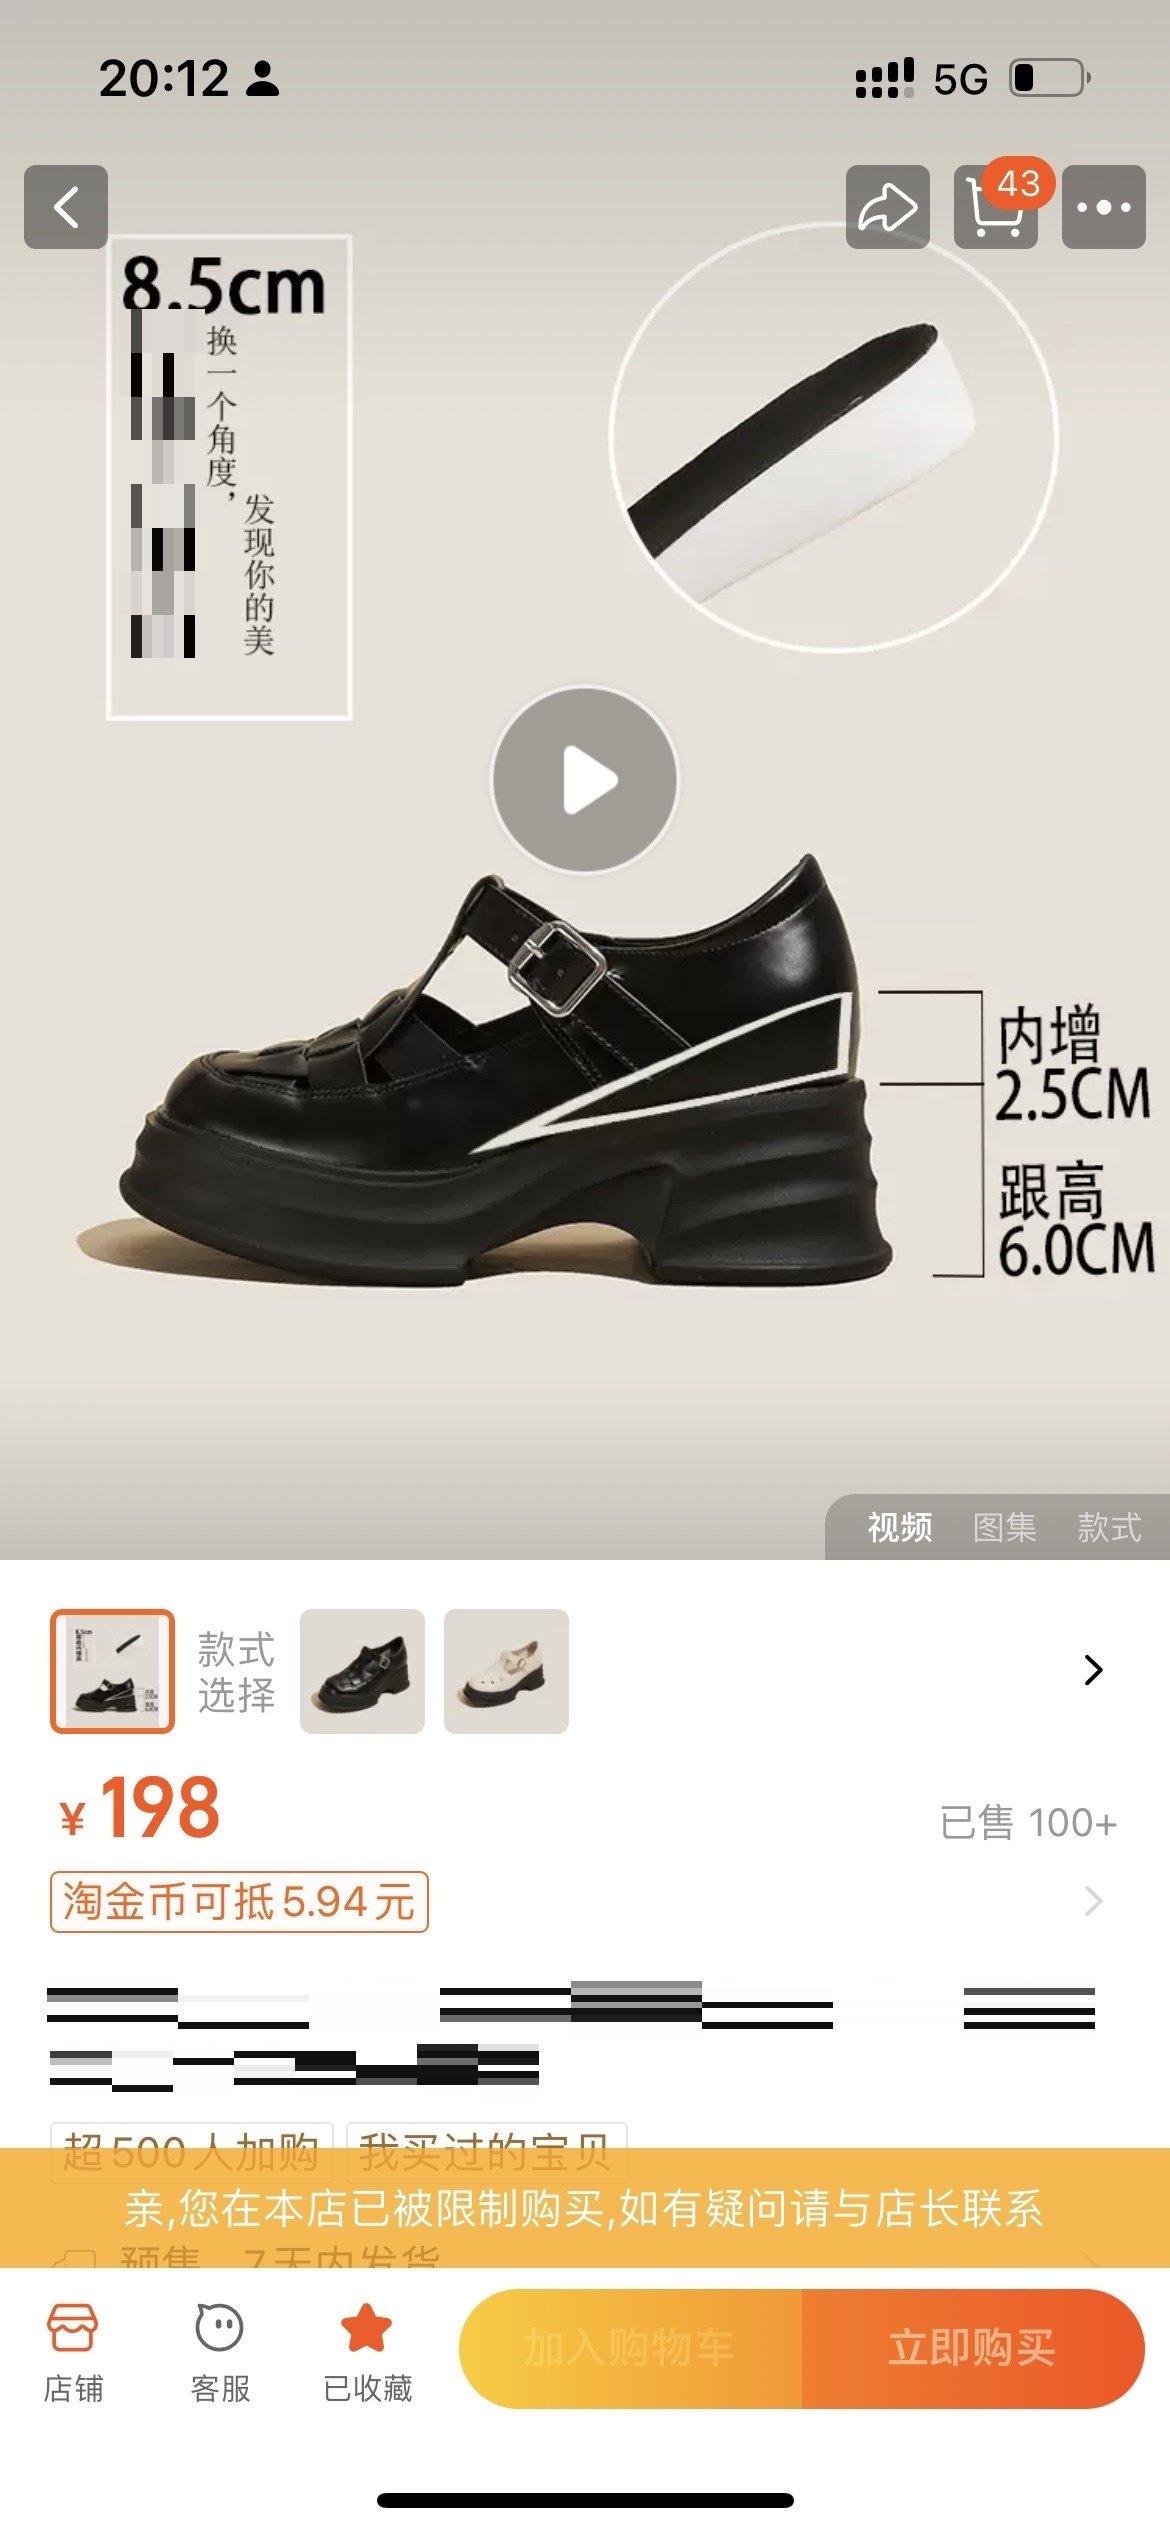 20:12
5G
43
8.5cm
换一个角度，
发现你的美
内增
2.5CM
跟高
6.0CM
视频 图集 款式
款式
选择
¥198
已售 100+
淘金币可抵5.94元
超500人加购 我买过的宝贝
亲,您在本店已被限制购买,如有疑问请与店长联系
预售 7天内发货
加入购物车 立即购买
店铺 客服 已收藏